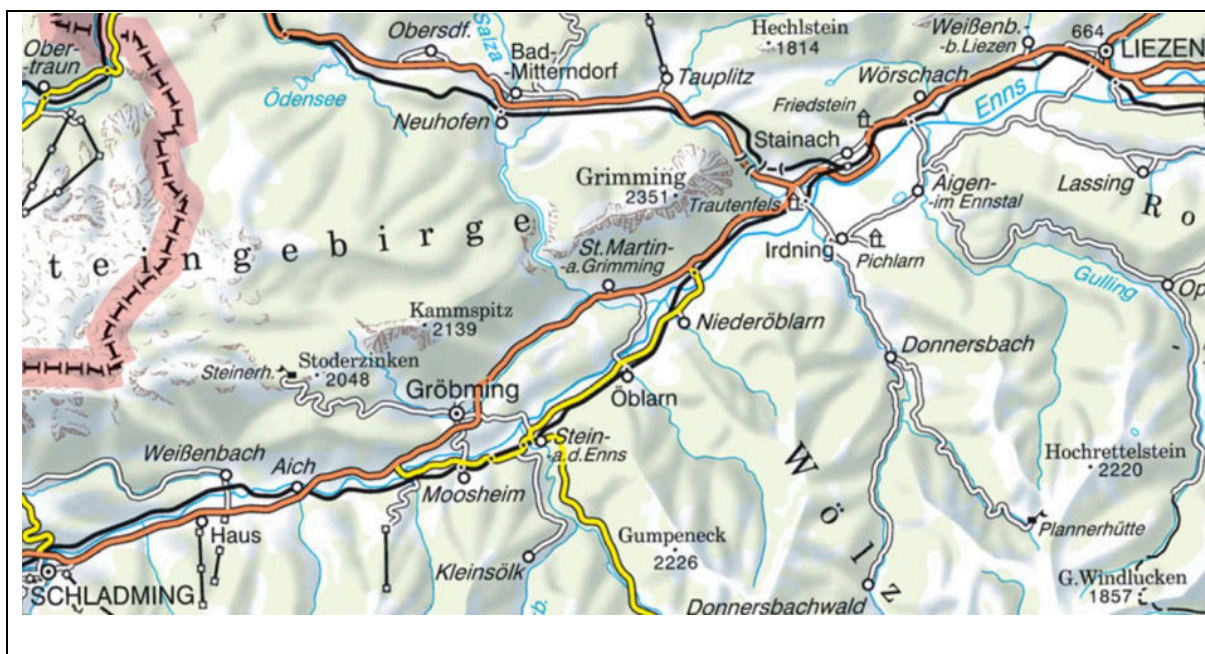 Ober-
-traun
Obersdf.
Salza
Bad-
-Mitterndorf
Hechlstein
1814
Weißenb.
-b.Liezen
664
LIEZEN
Ödensee
Neuhofen
Tauplitz
Wörschach
Friedstein
Enns
Stainach
Grimming
2351
Trautenfels
Aigen-
-im Ennstal
Lassing
R o
t e i n g e b i r g e
St.Martin-
-a.Grimming
Irdning
Pichlarn
Gulling
Op
Kammspitz
2139
Niederöblarn
Stoderzinken
2048
Steinerh.
Donnersbach
Gröbming
Öblarn
Stein-
-a.d.Enns
W ö l z
Hochrettelstein
2220
Weißenbach
Aich
Moosheim
Haus
Plannerhütte
Gumpeneck
2226
Kleinsölk
SCHLADMING
b.
Donnersbachwald
G.Windlucken
1857